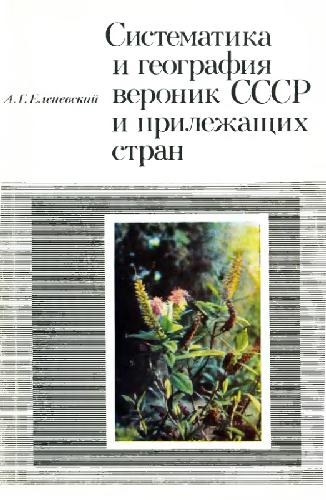 Систематика
и география
А.Г. Еленевский
вероник СССР
и прилежащих
стран